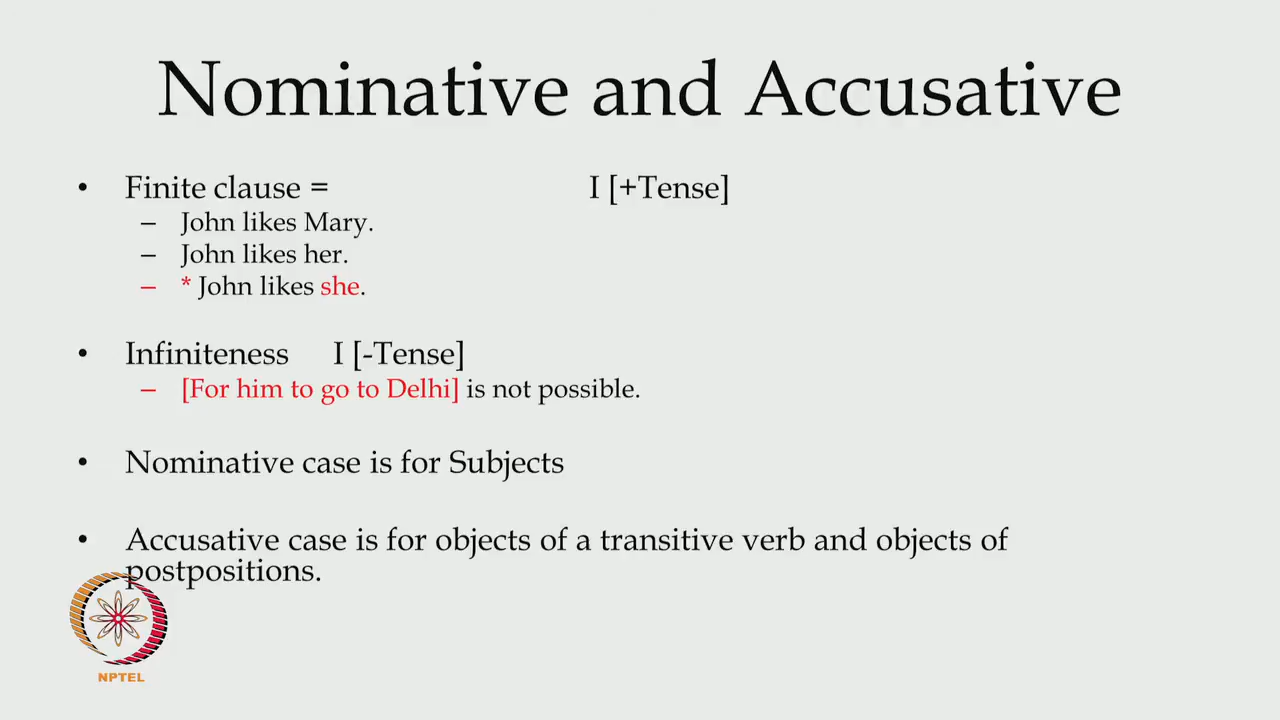 Nominative and Accusative
• Finite clause = I [+Tense]
– John likes Mary.
– John likes her.
– * John likes she.
• Infiniteness I [-Tense]
– [For him to go to Delhi] is not possible.
• Nominative case is for Subjects
• Accusative case is for objects of a transitive verb and objects of
postpositions.
NPTEL